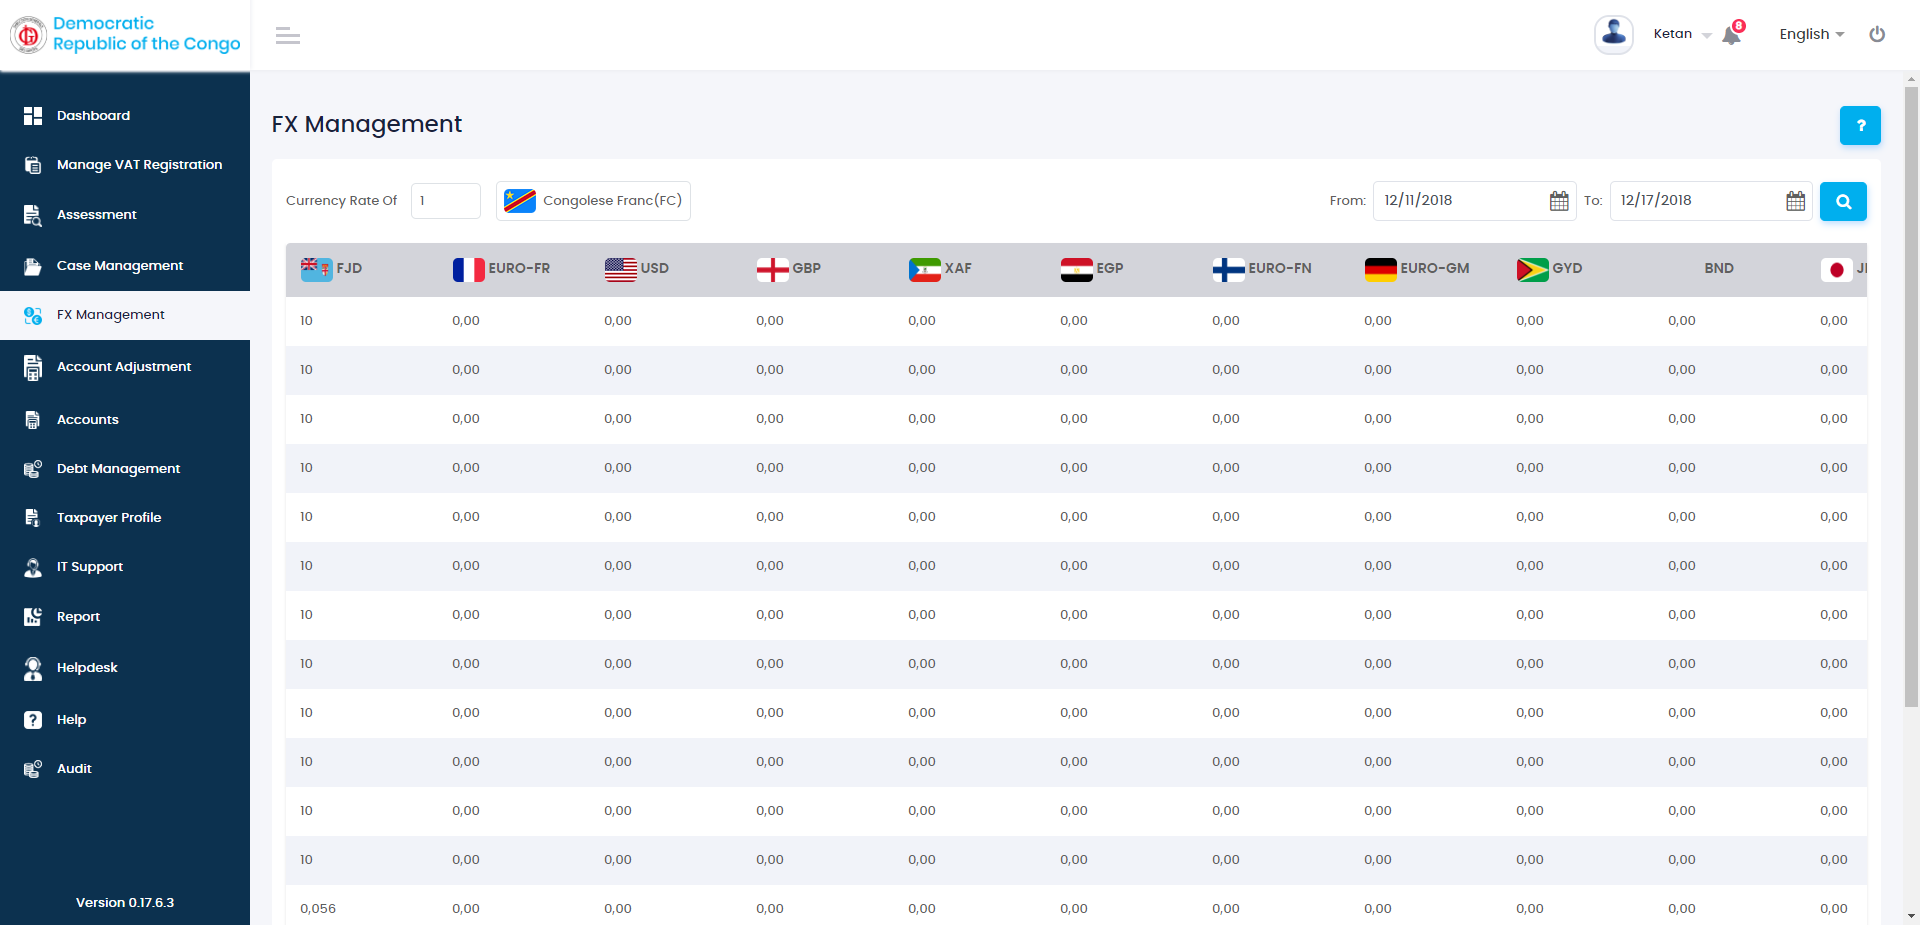 Democratic
Republic of the Congo
Ketan
8
English
Dashboard
Manage VAT Registration
Assessment
Case Management
FX Management
Account Adjustment
Accounts
Debt Management
Taxpayer Profile
IT Support
Report
Helpdesk
Help
Audit
Version 0.17.6.3
FX Management
?
Currency Rate Of 1 Congolese Franc(FC) From: 12/11/2018 To: 12/17/2018
FJD EURO-FR USD GBP XAF EGP EURO-FN EURO-GM GYD BND
10 0,00 0,00 0,00 0,00 0,00 0,00 0,00 0,00 0,00 0,00
10 0,00 0,00 0,00 0,00 0,00 0,00 0,00 0,00 0,00 0,00
10 0,00 0,00 0,00 0,00 0,00 0,00 0,00 0,00 0,00 0,00
10 0,00 0,00 0,00 0,00 0,00 0,00 0,00 0,00 0,00 0,00
10 0,00 0,00 0,00 0,00 0,00 0,00 0,00 0,00 0,00 0,00
10 0,00 0,00 0,00 0,00 0,00 0,00 0,00 0,00 0,00 0,00
10 0,00 0,00 0,00 0,00 0,00 0,00 0,00 0,00 0,00 0,00
10 0,00 0,00 0,00 0,00 0,00 0,00 0,00 0,00 0,00 0,00
10 0,00 0,00 0,00 0,00 0,00 0,00 0,00 0,00 0,00 0,00
10 0,00 0,00 0,00 0,00 0,00 0,00 0,00 0,00 0,00 0,00
10 0,00 0,00 0,00 0,00 0,00 0,00 0,00 0,00 0,00 0,00
10 0,00 0,00 0,00 0,00 0,00 0,00 0,00 0,00 0,00 0,00
0,056 0,00 0,00 0,00 0,00 0,00 0,00 0,00 0,00 0,00 0,00